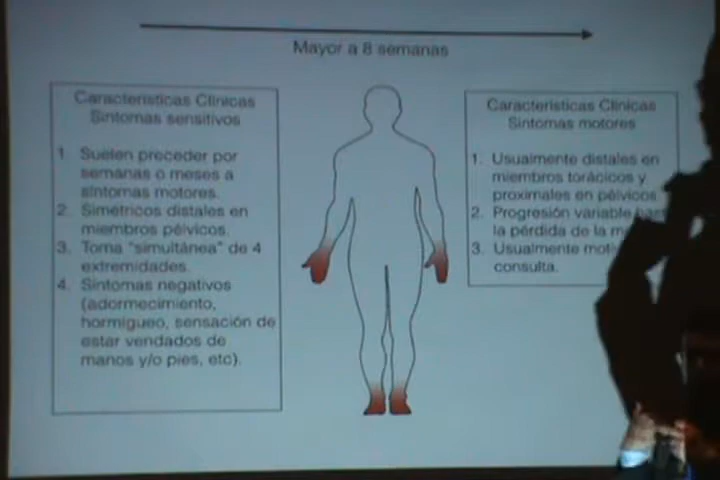 Mayor a 8 semanas
Características Clínicas
Síntomas sensitivos
1. Suelen preceder por
semanas o meses a
síntomas motores.
2. Simétricos distales en
miembros pélvicos.
3. Toma "simultánea" de 4
extremidades.
4. Síntomas negativos
(adormecimiento,
hormigueo, sensación de
estar vendados de
manos y/o pies, etc).
Características Clínicas
Síntomas motores
1. Usualmente distales en
miembros torácicos y
proximales en pélvicos
2. Progresión variable
la pérdida de la
3. Usualmente
consulta.